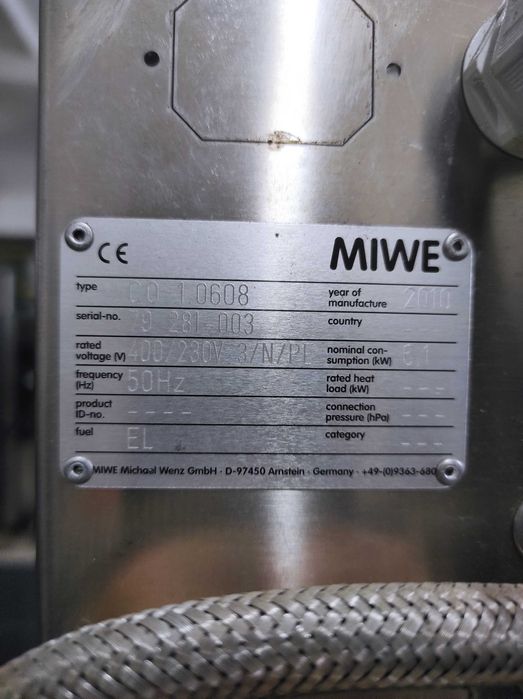 CE
MIWE
type CO 1.0608 year of manufacture 2010
serial-no. 79 281-003 country
rated voltage (V) 400/230V 3/N/PE nominal con-sumption (kW)
frequency (Hz) 50Hz rated heat load (kW) ---
product ID-no. ---- connection pressure (hPa) ---
fuel EL category ---
MIWE Michael Wenz GmbH · D-97450 Arnstein · Germany · +49-(0)9363-680